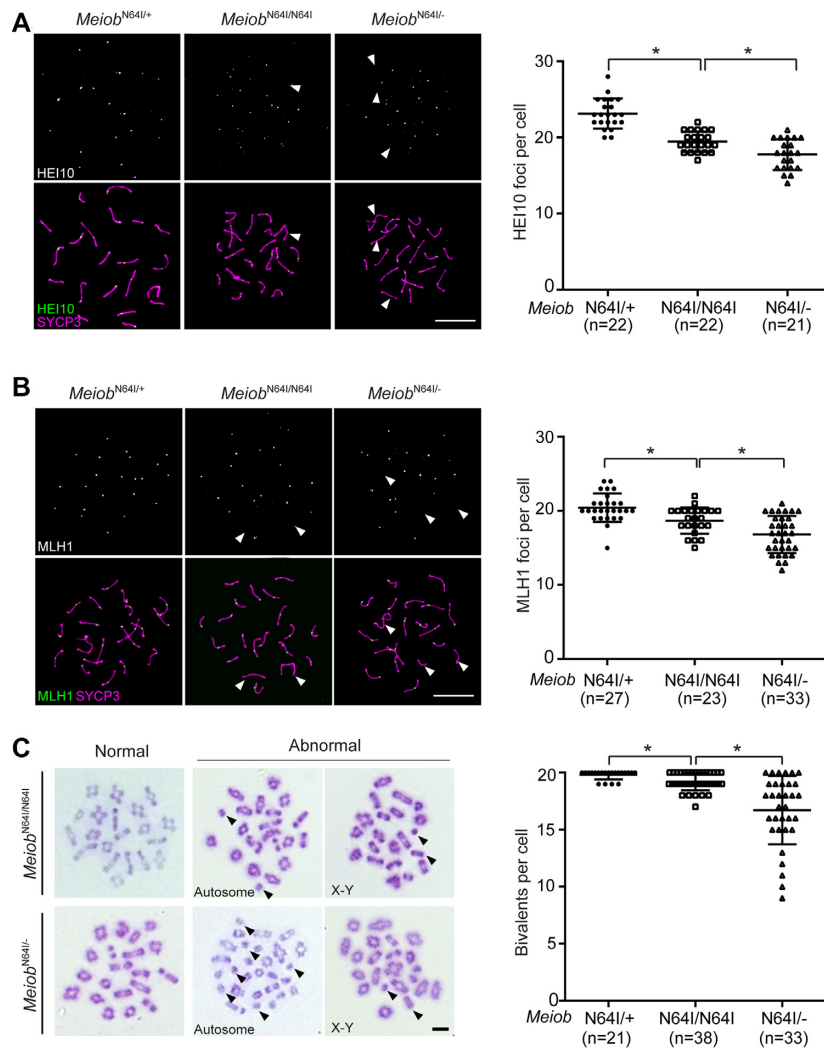 A
Meiob N64I/+
Meiob N64I/N64I
Meiob N64I/-
HEI10
HEI10
SYCP3
HEI10 foci per cell
30
20
10
0
* *
Meiob N64I/+ N64I/N64I N64I/-
(n=22) (n=22) (n=21)
B
Meiob N64I/+
Meiob N64I/N64I
Meiob N64I/-
MLH1
MLH1 SYCP3
MLH1 foci per cell
30
20
10
0
* *
Meiob N64I/+ N64I/N64I N64I/-
(n=27) (n=23) (n=33)
C
Normal
Abnormal
Meiob N64I/N64I
Autosome
X-Y
Meiob N64I/-
Autosome
X-Y
Bivalents per cell
20
15
10
5
0
* *
Meiob N64I/+ N64I/N64I N64I/-
(n=21) (n=38) (n=33)